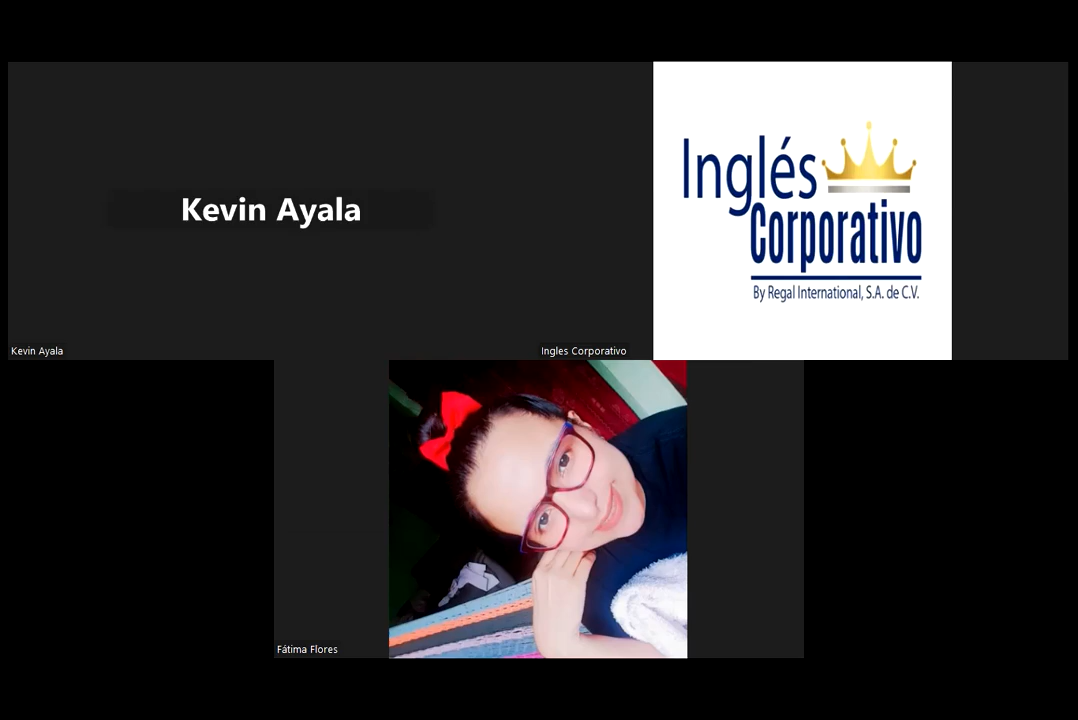 Kevin Ayala
Inglés
Corporativo
By Regal International, S.A. de C.V.
Kevin Ayala
Ingles Corporativo
Fátima Flores